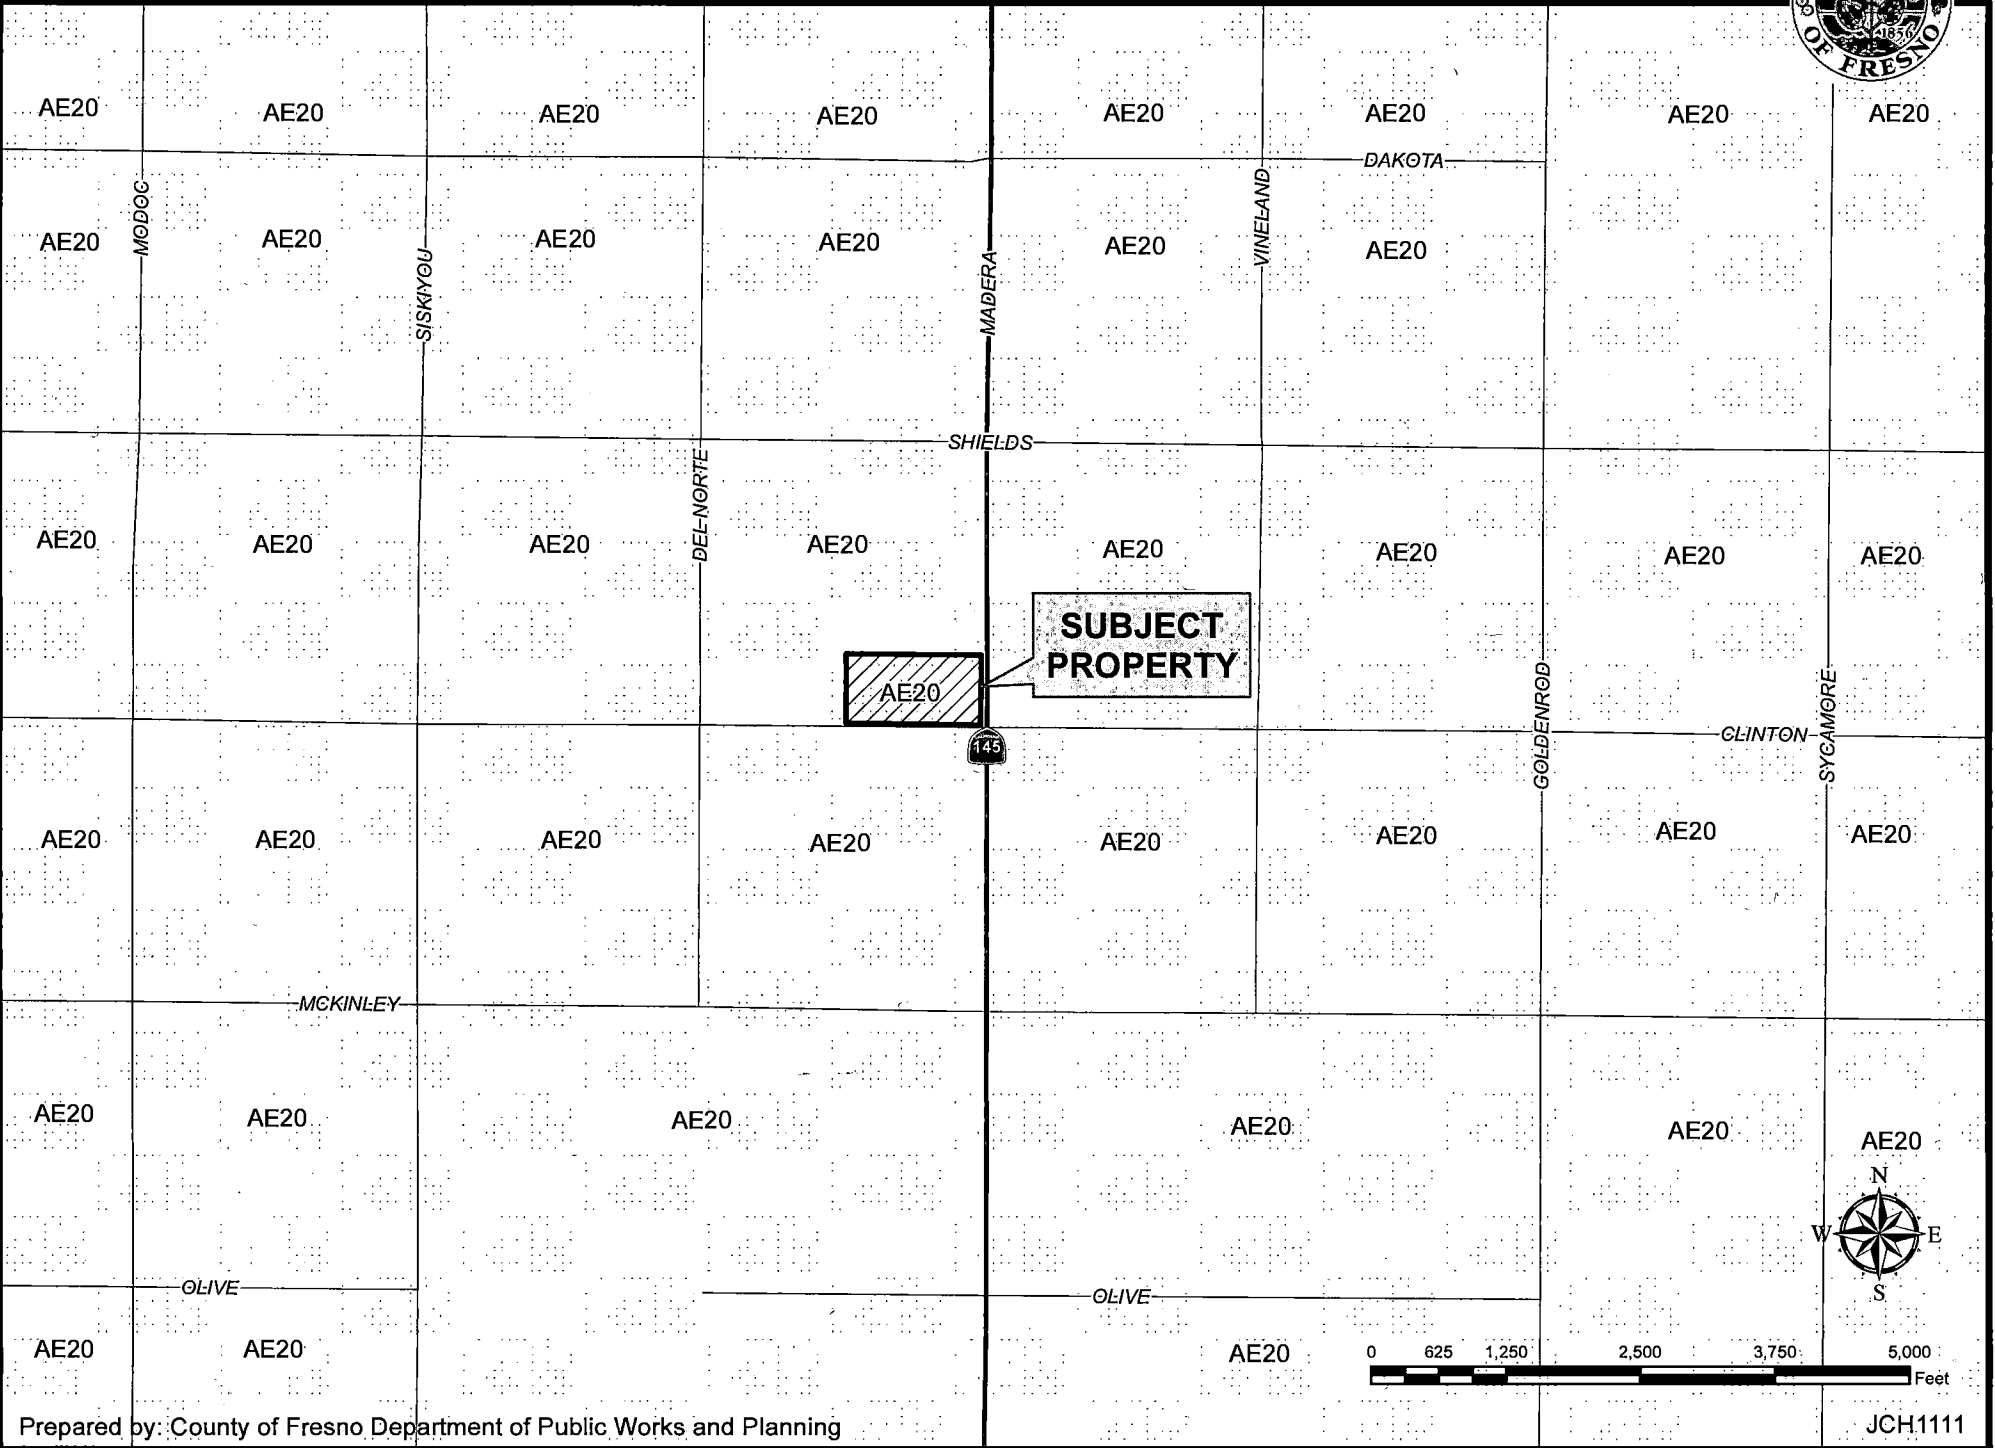 1856
OF FRESNO
AE20 AE20 AE20 AE20 AE20 AE20 AE20 AE20
DAKOTA
MODOC
SISKIYOU
MADERA
VINELAND
AE20 AE20 AE20 AE20 AE20 AE20
SHIELDS
DEL NORTE
AE20 AE20 AE20 AE20 AE20 AE20 AE20 AE20
SUBJECT
PROPERTY
AE20
GOLDENROD
SYCAMORE
CLINTON
145
AE20 AE20 AE20 AE20 AE20 AE20 AE20 AE20
MCKINLEY
AE20 AE20 AE20 AE20 AE20 AE20
N
W E
S
OLIVE
OLIVE
AE20 AE20 AE20
0 625 1,250 2,500 3,750 5,000
Feet
Prepared by: County of Fresno Department of Public Works and Planning
JCH1111